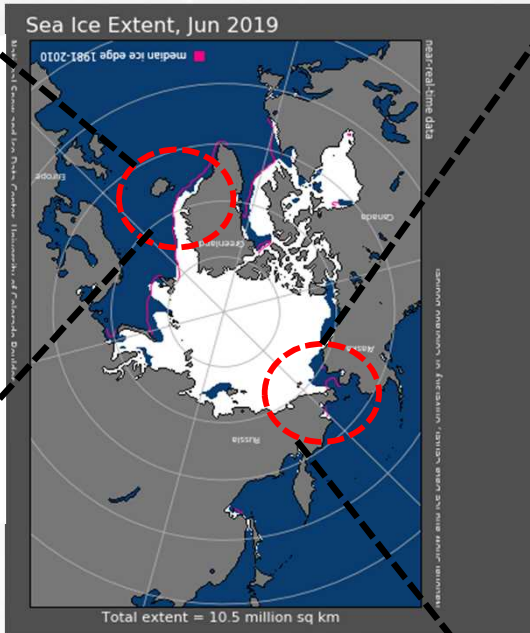 Sea Ice Extent, Jun 2019
median ice edge 1981-2010
near-real-time data
Europe
Canada
Greenland
Alaska
Russia
Total extent = 10.5 million sq km